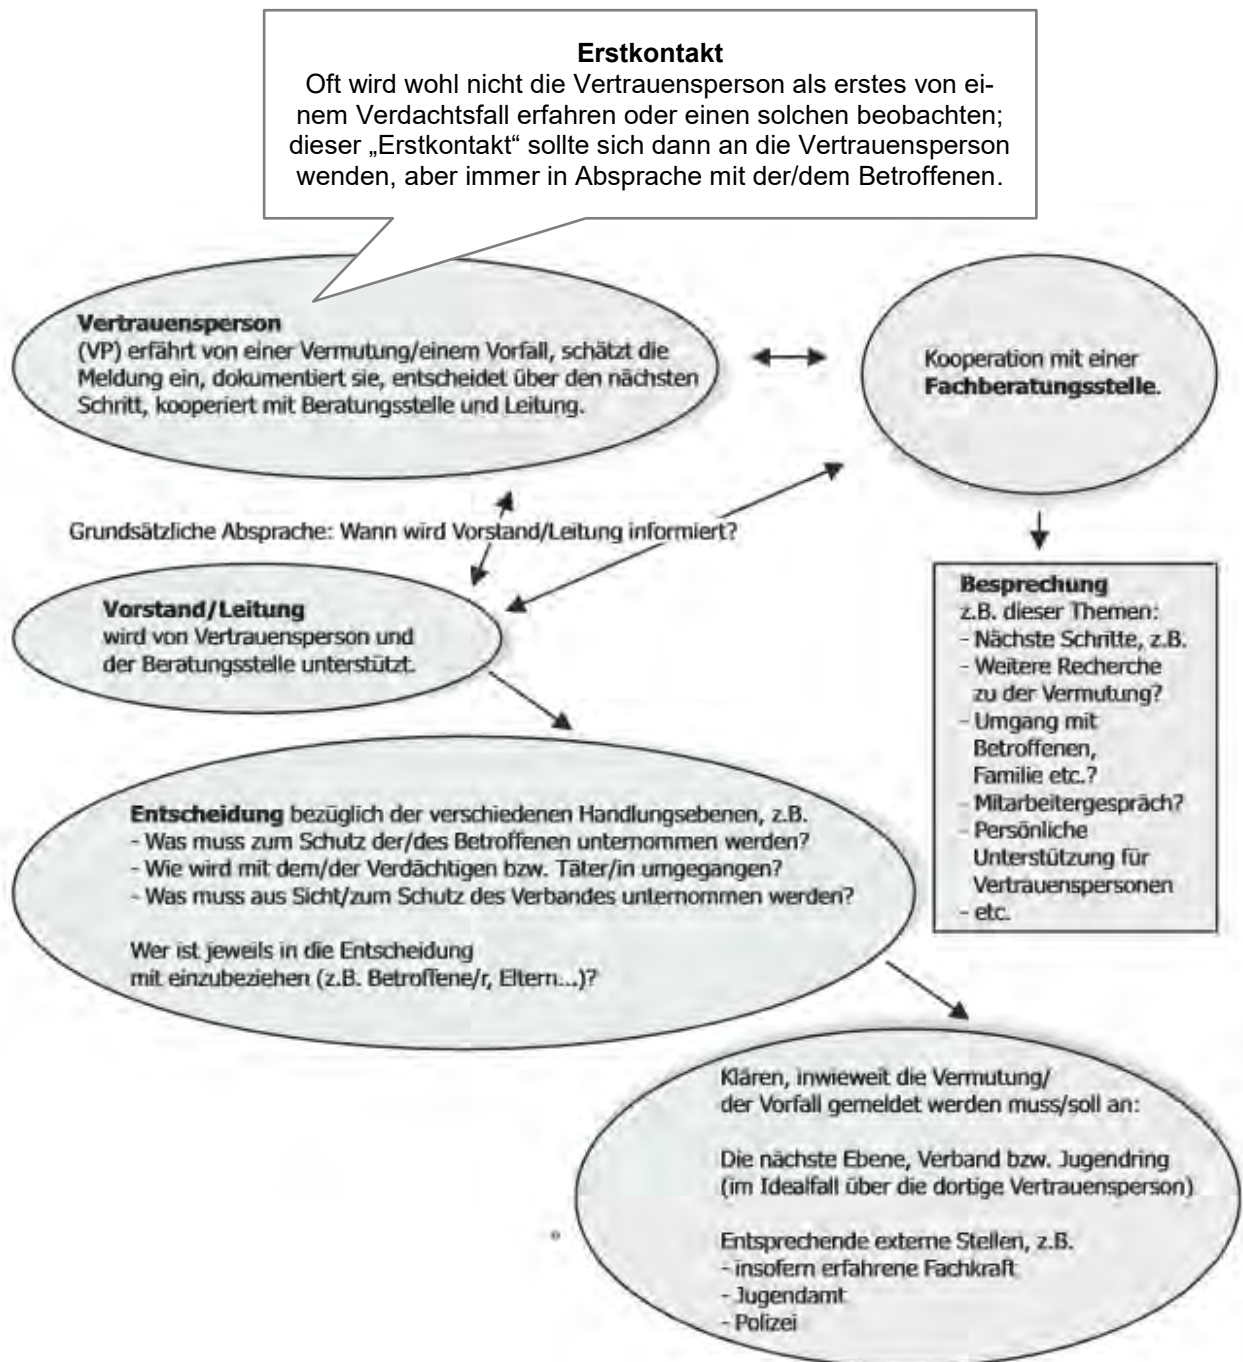 Erstkontakt
Oft wird wohl nicht die Vertrauensperson als erstes von ei-
nem Verdachtsfall erfahren oder einen solchen beobachten;
dieser „Erstkontakt“ sollte sich dann an die Vertrauensperson
wenden, aber immer in Absprache mit der/dem Betroffenen.
Vertrauensperson
(VP) erfährt von einer Vermutung/einem Vorfall, schätzt die
Meldung ein, dokumentiert sie, entscheidet über den nächsten
Schritt, kooperiert mit Beratungsstelle und Leitung.
Kooperation mit einer
Fachberatungsstelle.
Grundsätzliche Absprache: Wann wird Vorstand/Leitung informiert?
Vorstand/Leitung
wird von Vertrauensperson und
der Beratungsstelle unterstützt.
Besprechung
z.B. dieser Themen:
- Nächste Schritte, z.B.
- Weitere Recherche
zu der Vermutung?
- Umgang mit
Betroffenen,
Familie etc.?
- Mitarbeitergespräch?
- Persönliche
Unterstützung für
Vertrauenspersonen
- etc.
Entscheidung bezüglich der verschiedenen Handlungsebenen, z.B.
- Was muss zum Schutz der/des Betroffenen unternommen werden?
- Wie wird mit dem/der Verdächtigen bzw. Täter/in umgegangen?
- Was muss aus Sicht/zum Schutz des Verbandes unternommen werden?
Wer ist jeweils in die Entscheidung
mit einzubeziehen (z.B. Betroffene/r, Eltern...)?
Klären, inwieweit die Vermutung/
der Vorfall gemeldet werden muss/soll an:
Die nächste Ebene, Verband bzw. Jugendring
(im Idealfall über die dortige Vertrauensperson)
Entsprechende externe Stellen, z.B.
- insofern erfahrene Fachkraft
- Jugendamt
- Polizei